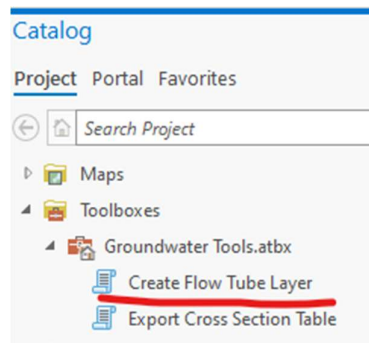 Catalog
Project Portal Favorites
Search Project
Maps
Toolboxes
Groundwater Tools.atbx
Create Flow Tube Layer
Export Cross Section Table